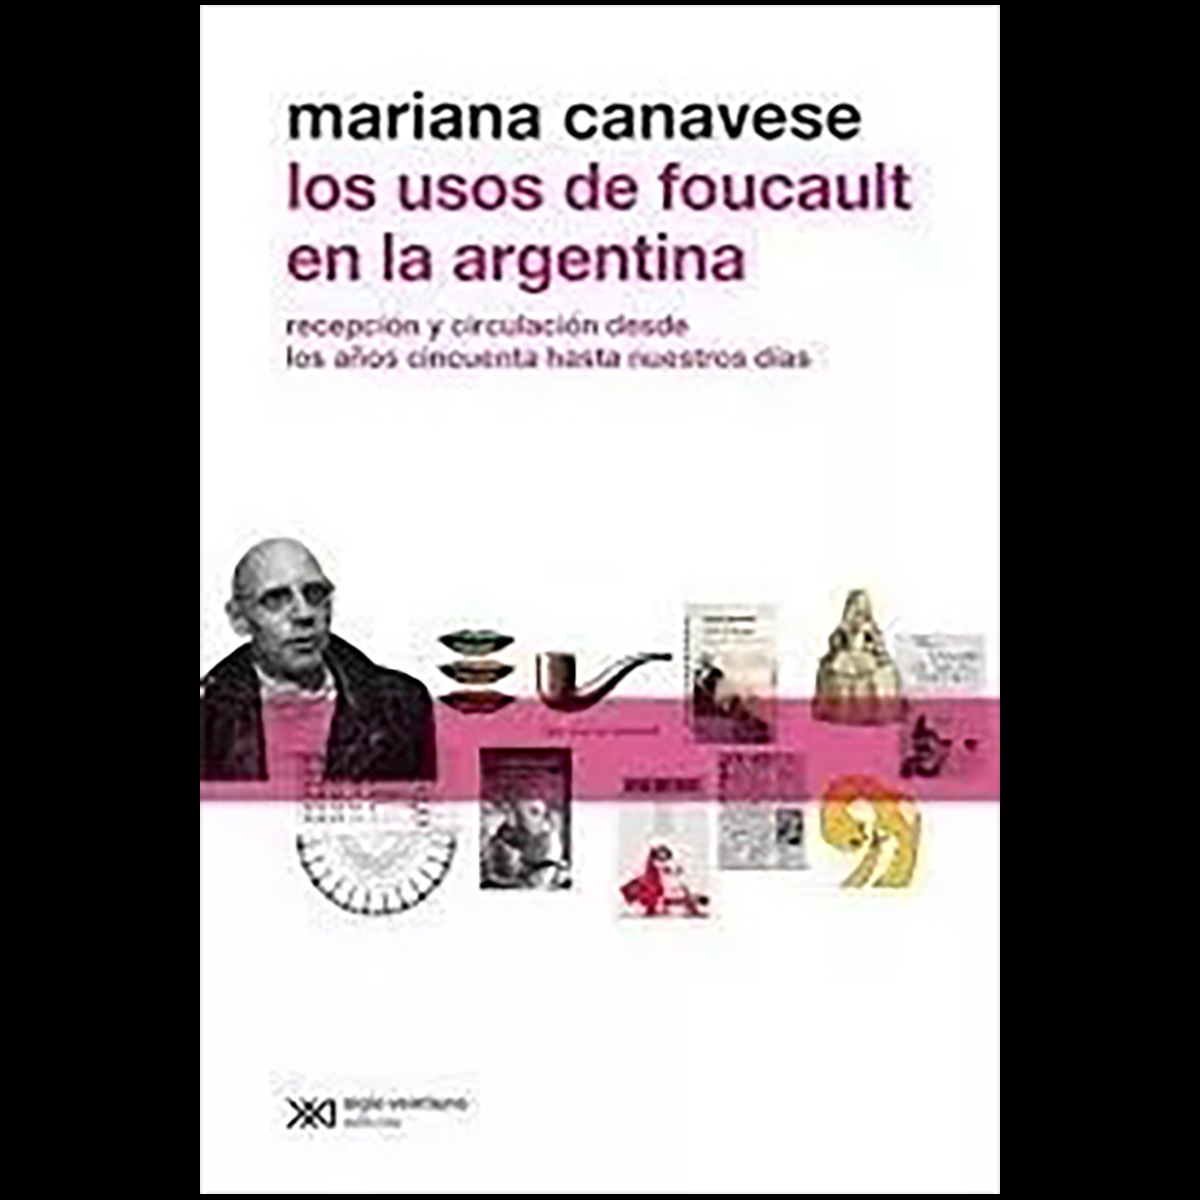 mariana canavese
los usos de foucault
en la argentina
recepción y circulación desde
los años cincuenta hasta nuestros días
siglo veintiuno
editores